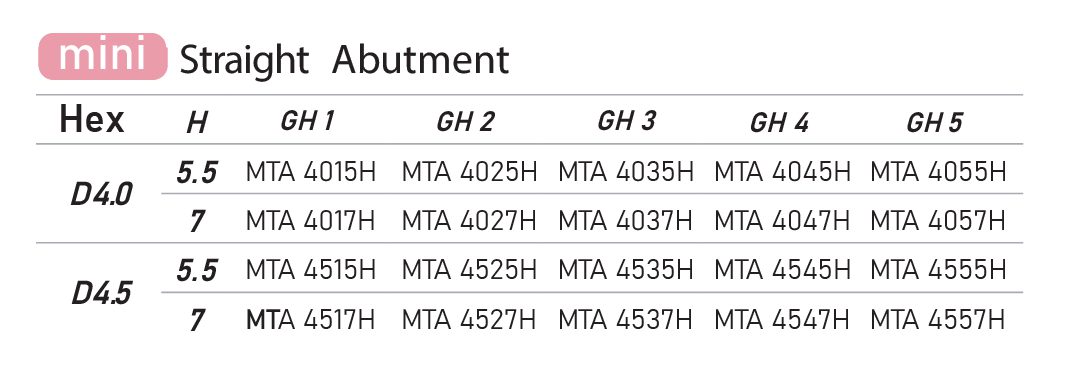 mini Straight Abutment
Hex H GH 1 GH 2 GH 3 GH 4 GH 5
D4.0 5.5 MTA 4015H MTA 4025H MTA 4035H MTA 4045H MTA 4055H
7 MTA 4017H MTA 4027H MTA 4037H MTA 4047H MTA 4057H
D4.5 5.5 MTA 4515H MTA 4525H MTA 4535H MTA 4545H MTA 4555H
7 MTA 4517H MTA 4527H MTA 4537H MTA 4547H MTA 4557H